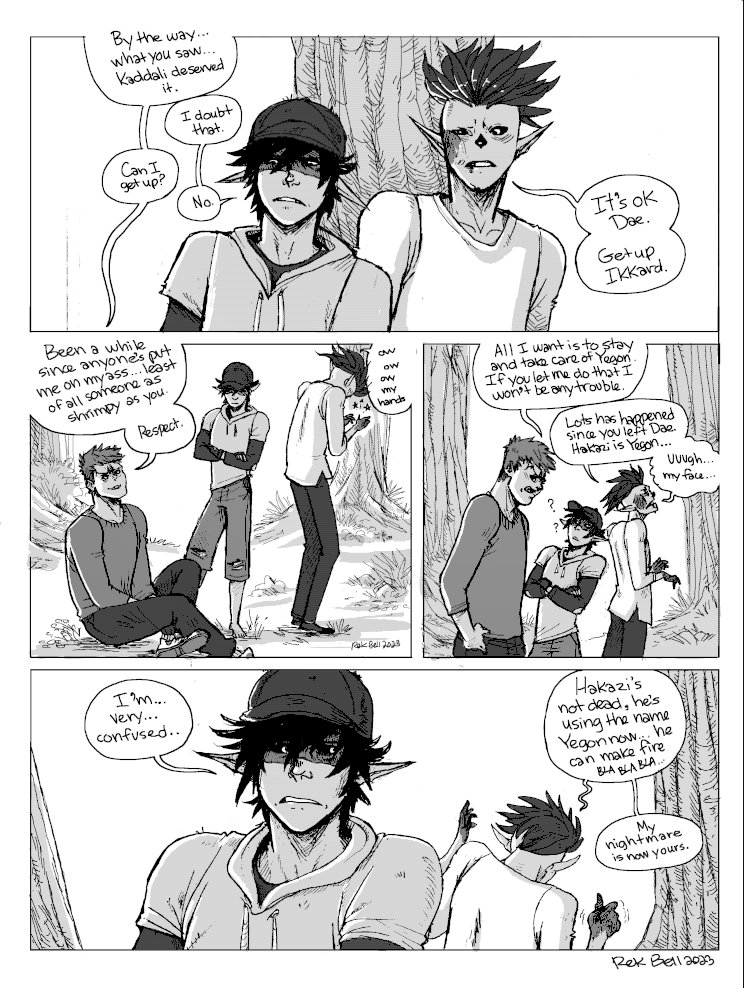 By the way...
what you saw...
Kaddali deserved
it.
I doubt
that.
Can I
get up?
No.
It's OK
Dae.
Get up
Ikkard.
Been a while
since anyone's put
me on my ass... least
of all someone as
shrimpy as you.
Respect.
ow
ow
ow
my
hands
Rek Bell 2023
All I want is to stay
and take care of Yegon.
If you let me do that I
won't be any trouble.
Lots has happened
since you left Dae.
Hakazi is Yegon...
UUUgh...
my face...
?
?
I'm...
very...
confused..
Hakazi's
not dead, he's
using the name
Yegon now... he
can make fire
BLA BLA BLA...
My
nightmare
is now yours.
Rek Bell 2023